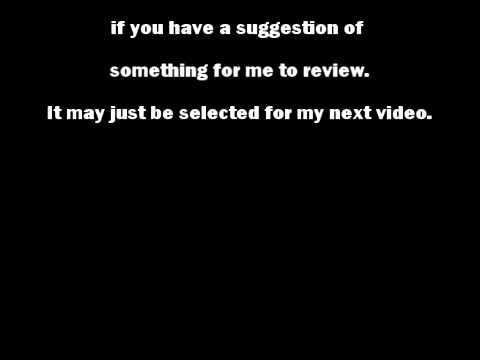 if you have a suggestion of
something for me to review.
It may just be selected for my next video.